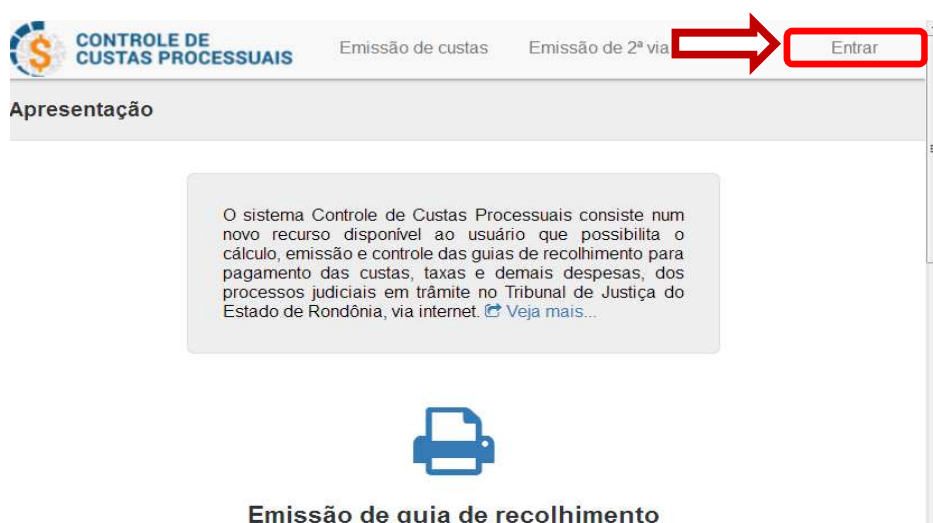 CONTROLE DE
CUSTAS PROCESSUAIS
Emissão de custas
Emissão de 2ª via
Entrar
Apresentação
O sistema Controle de Custas Processuais consiste num
novo recurso disponível ao usuário que possibilita o
cálculo, emissão e controle das guias de recolhimento para
pagamento das custas, taxas e demais despesas, dos
processos judiciais em trâmite no Tribunal de Justiça do
Estado de Rondônia, via internet. Veja mais...
Emissão de guia de recolhimento